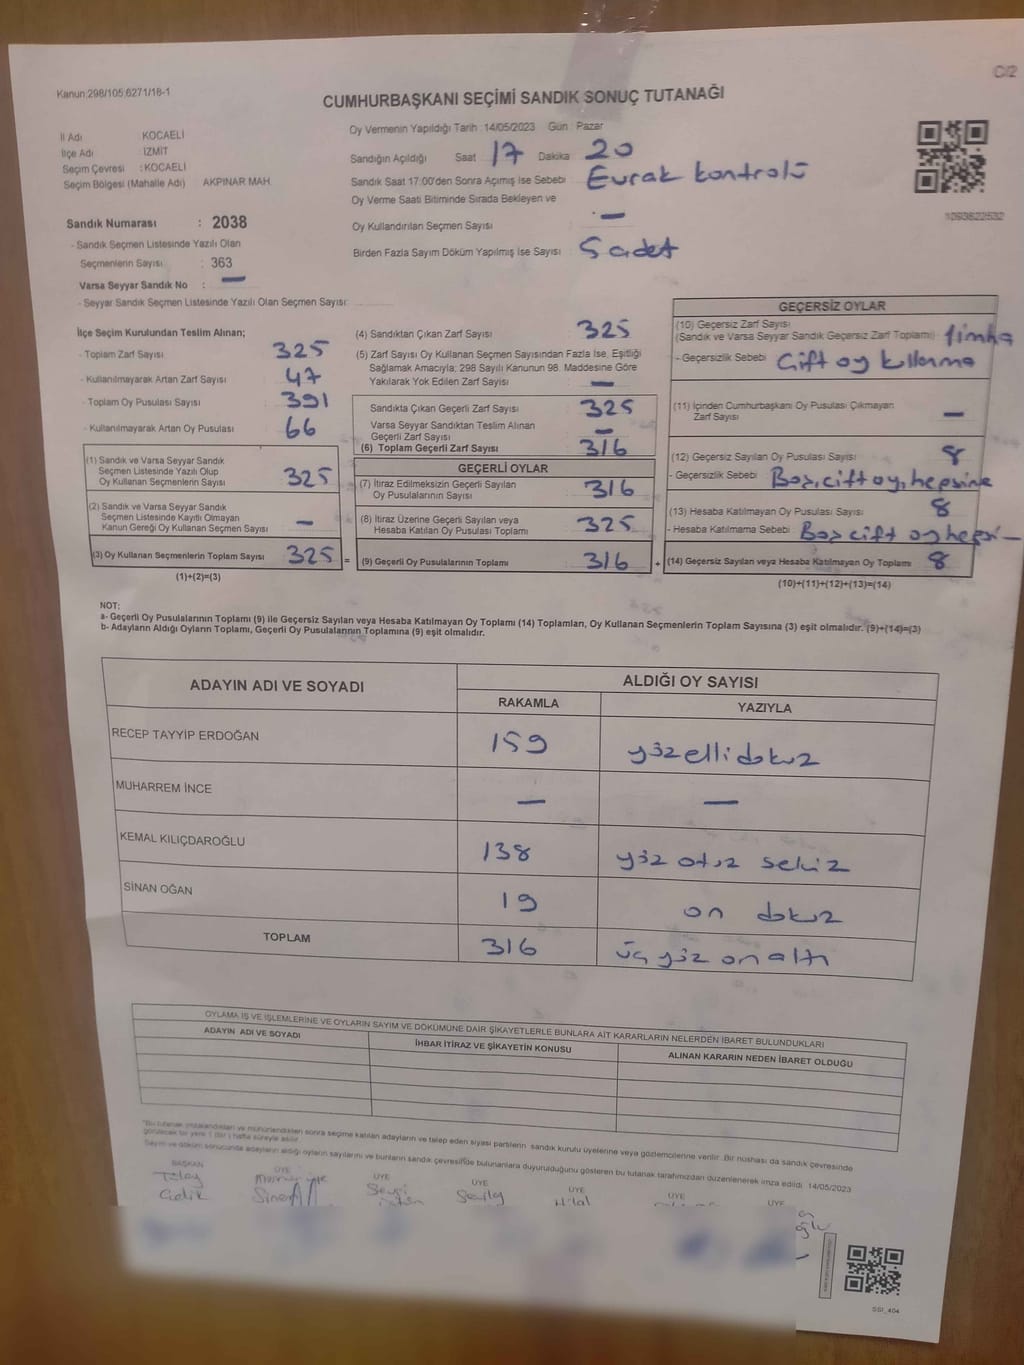 C/2
Kanun:298/105,6271/16-1
CUMHURBAŞKANI SEÇİMİ SANDIK SONUÇ TUTANAĞI
İl Adı KOCAELİ
İlçe Adı İZMİT
Seçim Çevresi : KOCAELİ
Seçim Bölgesi (Mahalle Adı) AKPINAR MAH.
Oy Vermenin Yapıldığı Tarih :14/05/2023 Gün : Pazar
Sandığın Açıldığı Saat 17 Dakika 20
Sandık Saat 17:00'den Sonra Açılmış İse Sebebi Evrak kontrolü
Oy Verme Saati Bitiminde Sırada Bekleyen ve
Oy Kullandırılan Seçmen Sayısı —
Birden Fazla Sayım Döküm Yapılmış İse Sayısı 5 adet
1093622532
Sandık Numarası : 2038
- Sandık Seçmen Listesinde Yazılı Olan
Seçmenlerin Sayısı : 363
Varsa Seyyar Sandık No : —
- Seyyar Sandık Seçmen Listesinde Yazılı Olan Seçmen Sayısı:
İlçe Seçim Kurulundan Teslim Alınan;
- Toplam Zarf Sayısı 325
- Kullanılmayarak Artan Zarf Sayısı : 47
- Toplam Oy Pusulası Sayısı : 391
- Kullanılmayarak Artan Oy Pusulası : 66
(1) Sandık ve Varsa Seyyar Sandık
Seçmen Listesinde Yazılı Olup
Oy Kullanan Seçmenlerin Sayısı : 325
(2) Sandık ve Varsa Seyyar Sandık
Seçmen Listesinde Kayıtlı Olmayan
Kanun Gereği Oy Kullanan Seçmen Sayısı : —
(3) Oy Kullanan Seçmenlerin Toplam Sayısı : 325 =
(1)+(2)=(3)
(4) Sandıktan Çıkan Zarf Sayısı : 325
(5) Zarf Sayısı Oy Kullanan Seçmen Sayısından Fazla İse, Eşitliği
Sağlamak Amacıyla; 298 Sayılı Kanunun 98. Maddesine Göre
Yakılarak Yok Edilen Zarf Sayısı : —
Sandıkta Çıkan Geçerli Zarf Sayısı : 325
Varsa Seyyar Sandıktan Teslim Alınan
Geçerli Zarf Sayısı : —
(6) Toplam Geçerli Zarf Sayısı : 316
GEÇERLİ OYLAR
(7) İtiraz Edilmeksizin Geçerli Sayılan
Oy Pusulalarının Sayısı : 316
(8) İtiraz Üzerine Geçerli Sayılan veya
Hesaba Katılan Oy Pusulası Toplamı : 325
(9) Geçerli Oy Pusulalarının Toplamı : 316 +
GEÇERSİZ OYLAR
(10) Geçersiz Zarf Sayısı
(Sandık ve Varsa Seyyar Sandık Geçersiz Zarf Toplamı) : 1 imha
- Geçersizlik Sebebi : Çift oy kullanma
(11) İçinden Cumhurbaşkanı Oy Pusulası Çıkmayan
Zarf Sayısı : —
(12) Geçersiz Sayılan Oy Pusulası Sayısı : 8
- Geçersizlik Sebebi : Boş, çift oy, hepsine
(13) Hesaba Katılmayan Oy Pusulası Sayısı : 8
- Hesaba Katılmama Sebebi : Boş çift oy hepsi —
(14) Geçersiz Sayılan veya Hesaba Katılmayan Oy Toplamı : 8
(10)+(11)+(12)+(13)=(14)
NOT:
a- Geçerli Oy Pusulalarının Toplamı (9) ile Geçersiz Sayılan veya Hesaba Katılmayan Oy Toplamı (14) Toplamları, Oy Kullanan Seçmenlerin Toplam Sayısına (3) eşit olmalıdır. (9)+(14)=(3)
b- Adayların Aldığı Oyların Toplamı, Geçerli Oy Pusulalarının Toplamına (9) eşit olmalıdır.
ADAYIN ADI VE SOYADI
ALDIĞI OY SAYISI
RAKAMLA YAZIYLA
RECEP TAYYİP ERDOĞAN 159 yüzellidokuz
MUHARREM İNCE — —
KEMAL KILIÇDAROĞLU 138 yüz otuz sekiz
SİNAN OĞAN 19 on dokuz
TOPLAM 316 üç yüz on altı
OYLAMA İŞ VE İŞLEMLERİNE VE OYLARIN SAYIM VE DÖKÜMÜNE DAİR ŞİKAYETLERLE BUNLARA AİT KARARLARIN NELERDEN İBARET BULUNDUKLARI
ADAYIN ADI VE SOYADI İHBAR İTİRAZ VE ŞİKAYETİN KONUSU ALINAN KARARIN NEDEN İBARET OLDUĞU
*Bu tutanak imzalandıktan ve mühürlendikten sonra seçime katılan adayların ve talep eden siyasi partilerin sandık kurulu üyelerine veya gözlemcilerine verilir. Bir nüshası da sandık çevresinde
görülecek bir yere 1 (Bir) hafta süreyle asılır.
Sayım ve döküm sonucunda adayların aldığı oyların sayılarını ve bunların sandık çevresinde bulunanlara duyurulduğunu gösteren bu tutanak tarafımızdan düzenlenerek imza edildi. 14/05/2023
BAŞKAN ÜYE ÜYE ÜYE ÜYE ÜYE
Tülay Sevgi Sevilay Hilal
SSI_404